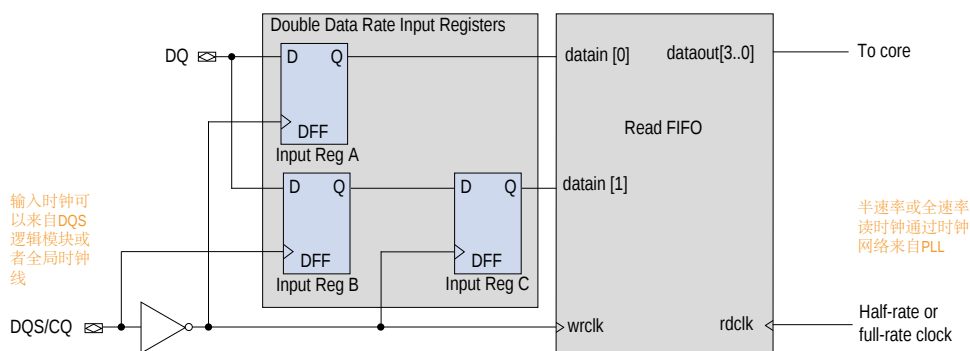 Double Data Rate Input Registers
DQ
D Q
DFF
Input Reg A
datain [0]
dataout[3..0]
To core
Read FIFO
D Q
DFF
Input Reg B
D Q
DFF
Input Reg C
datain [1]
输入时钟可
以来自DQS
逻辑模块或
者全局时钟
线
半速率或全速率
读时钟通过时钟
网络来自PLL
DQS/CQ
wrclk
rdclk
Half-rate or
full-rate clock